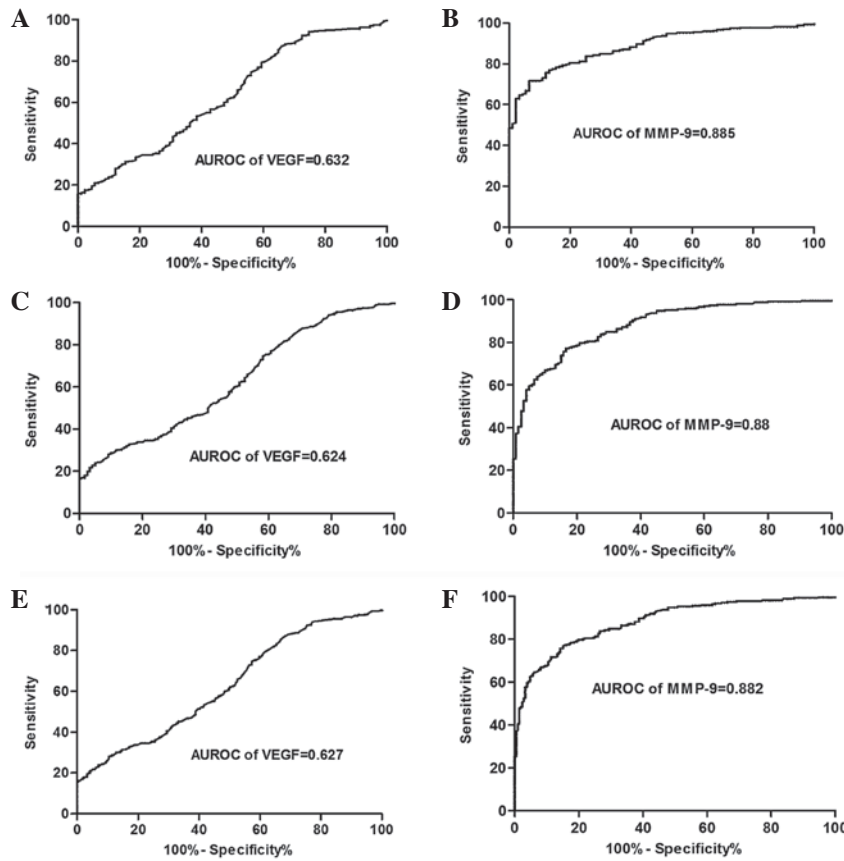 A
100
80
60
40
20
0
Sensitivity
AUROC of VEGF=0.632
0 20 40 60 80 100
100% - Specificity%
B
100
80
60
40
20
0
Sensitivity
AUROC of MMP-9=0.885
0 20 40 60 80 100
100% - Specificity%
C
100
80
60
40
20
0
Sensitivity
AUROC of VEGF=0.624
0 20 40 60 80 100
100% - Specificity%
D
100
80
60
40
20
0
Sensitivity
AUROC of MMP-9=0.88
0 20 40 60 80 100
100% - Specificity%
E
100
80
60
40
20
0
Sensitivity
AUROC of VEGF=0.627
0 20 40 60 80 100
100% - Specificity%
F
100
80
60
40
20
0
Sensitivity
AUROC of MMP-9=0.882
0 20 40 60 80 100
100% - Specificity%